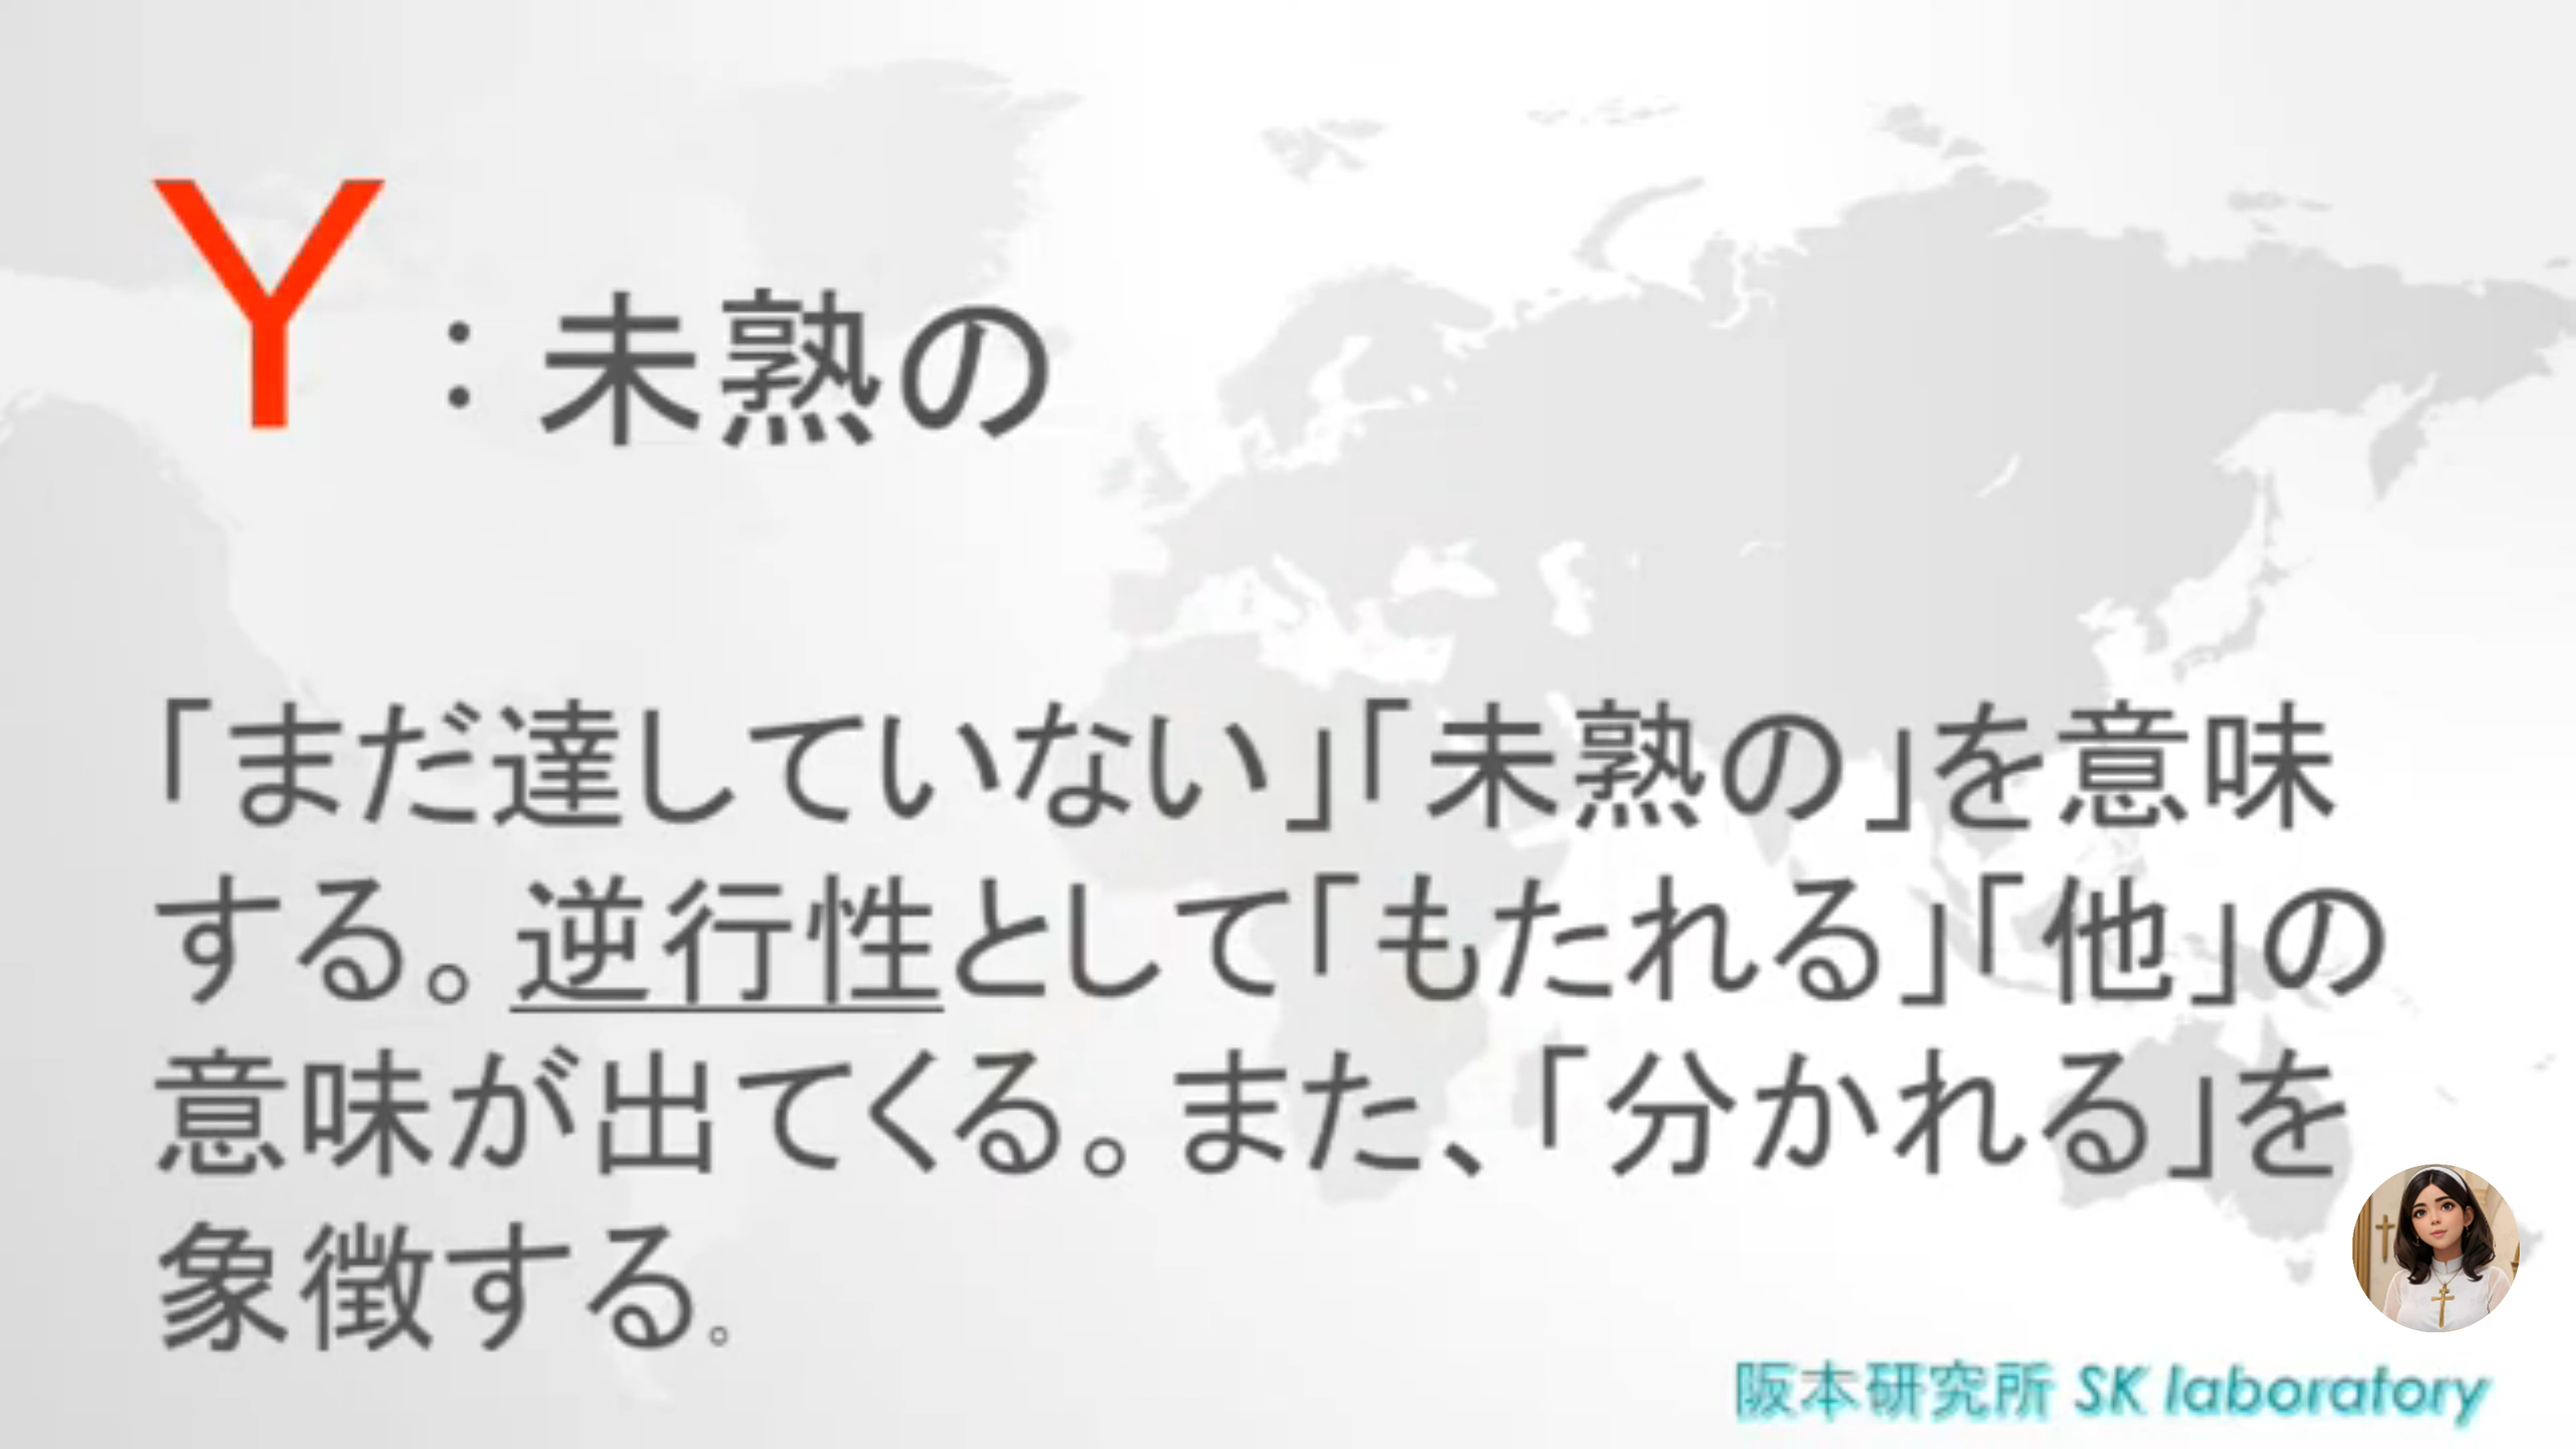 Y：未熟の
「まだ達していない」「未熟の」を意味
する。逆行性として「もたれる」「他」の
意味が出てくる。また、「分かれる」を
象徴する。
阪本研究所 SK laboratory